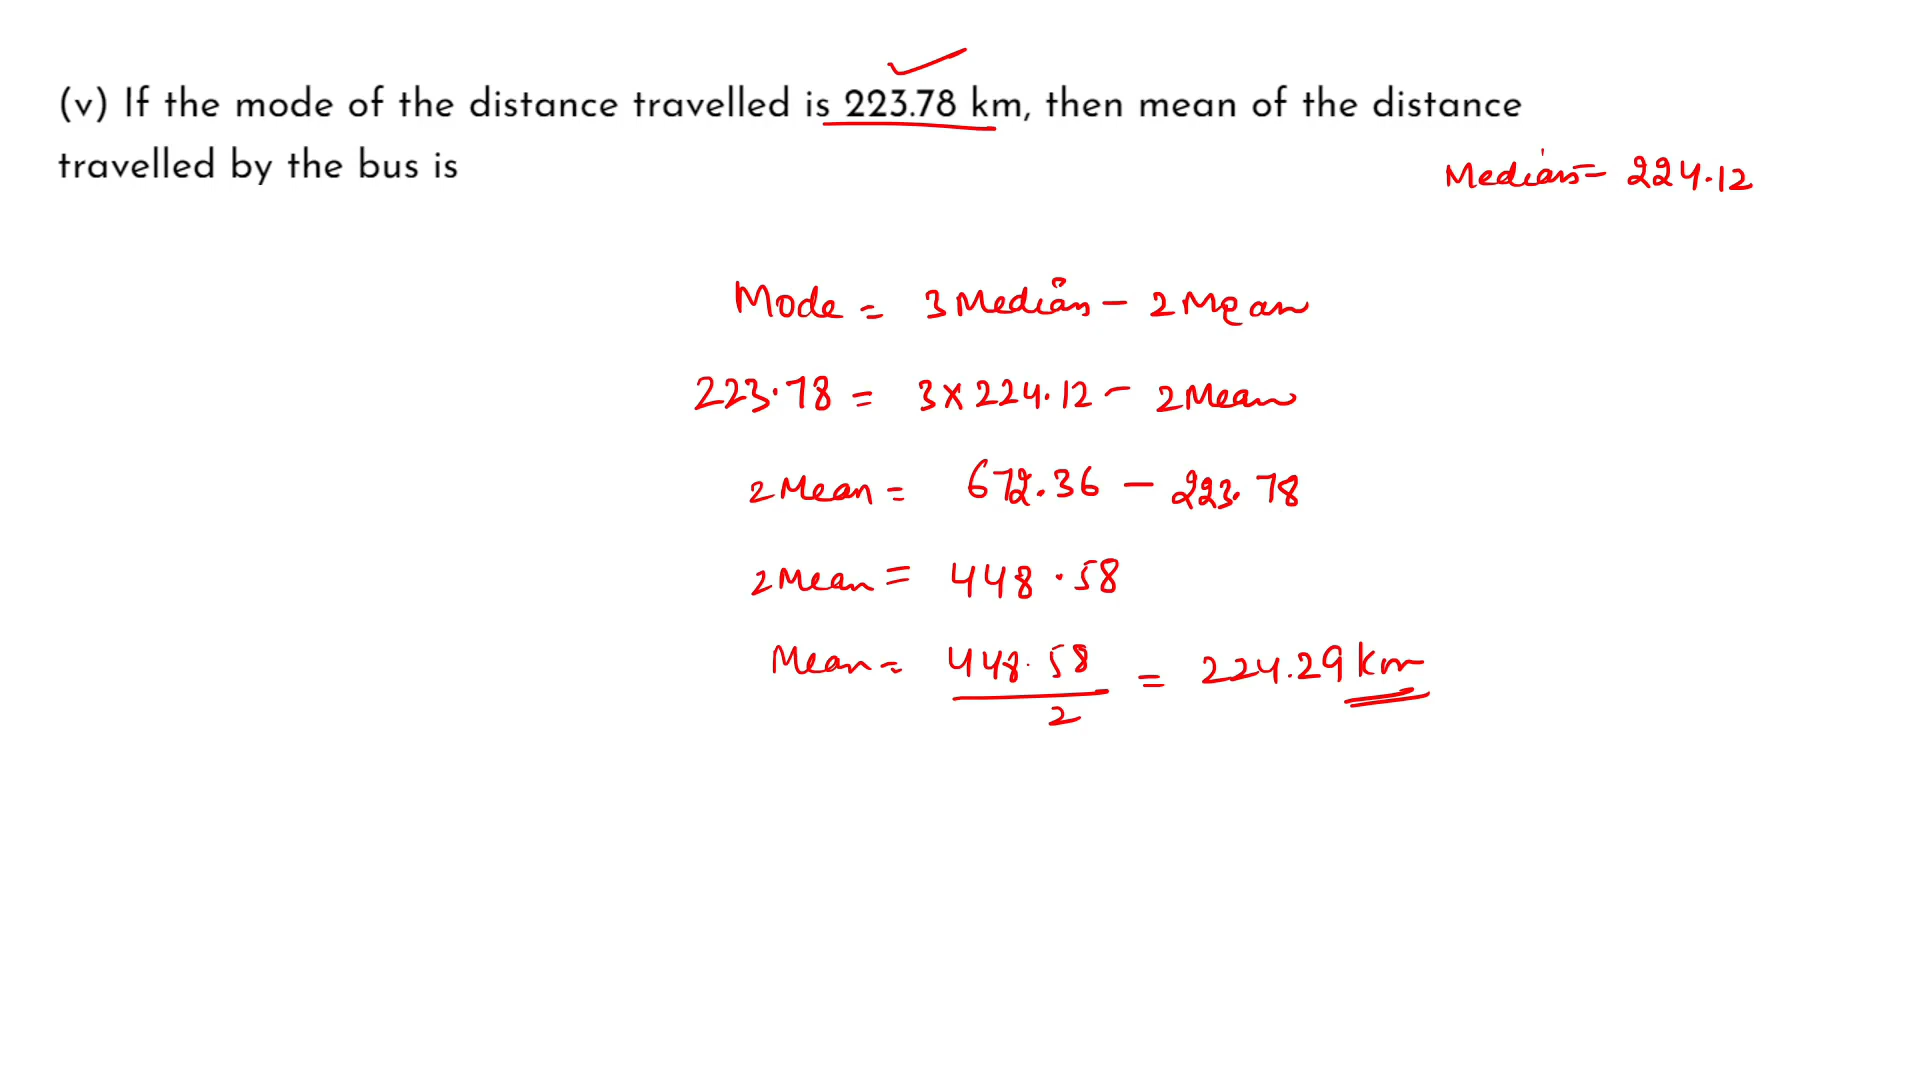 (v) If the mode of the distance travelled is 223.78 km, then mean of the distance
travelled by the bus is
Median = 224.12
Mode = 3 Median - 2 Mean
223.78 = 3 x 224.12 - 2 Mean
2 Mean = 672.36 - 223.78
2 Mean = 448.58
Mean = 448.58 / 2 = 224.29 km